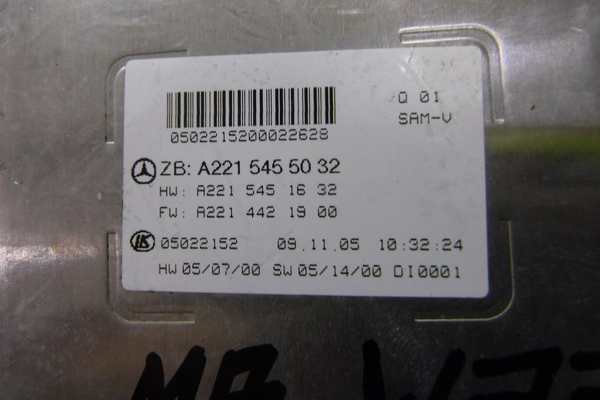 Q 01
SAM-V
0502215200022628
ZB: A221 545 50 32
HW: A221 545 16 32
FW: A221 442 19 00
05022152 09.11.05 10:32:24
HW 05/07/00 SW 05/14/00 DI0001
MB